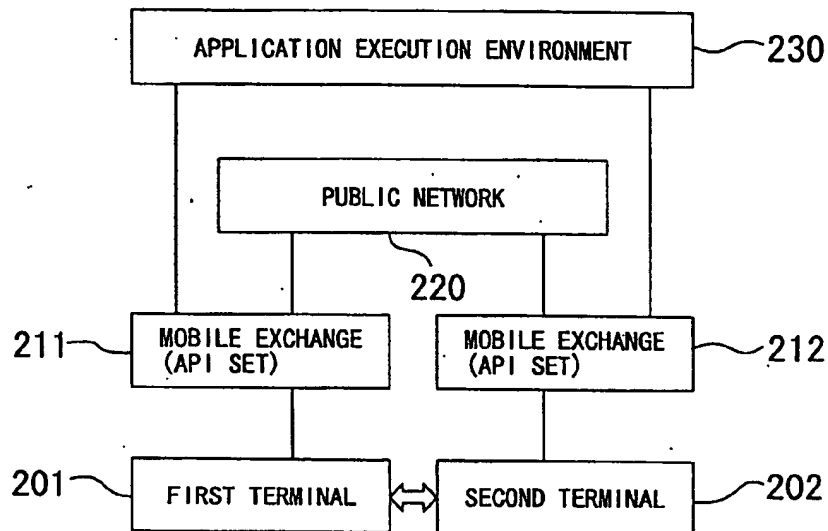 APPLICATION EXECUTION ENVIRONMENT
230
PUBLIC NETWORK
220
211
MOBILE EXCHANGE
(API SET)
MOBILE EXCHANGE
(API SET)
212
201
FIRST TERMINAL
SECOND TERMINAL
202